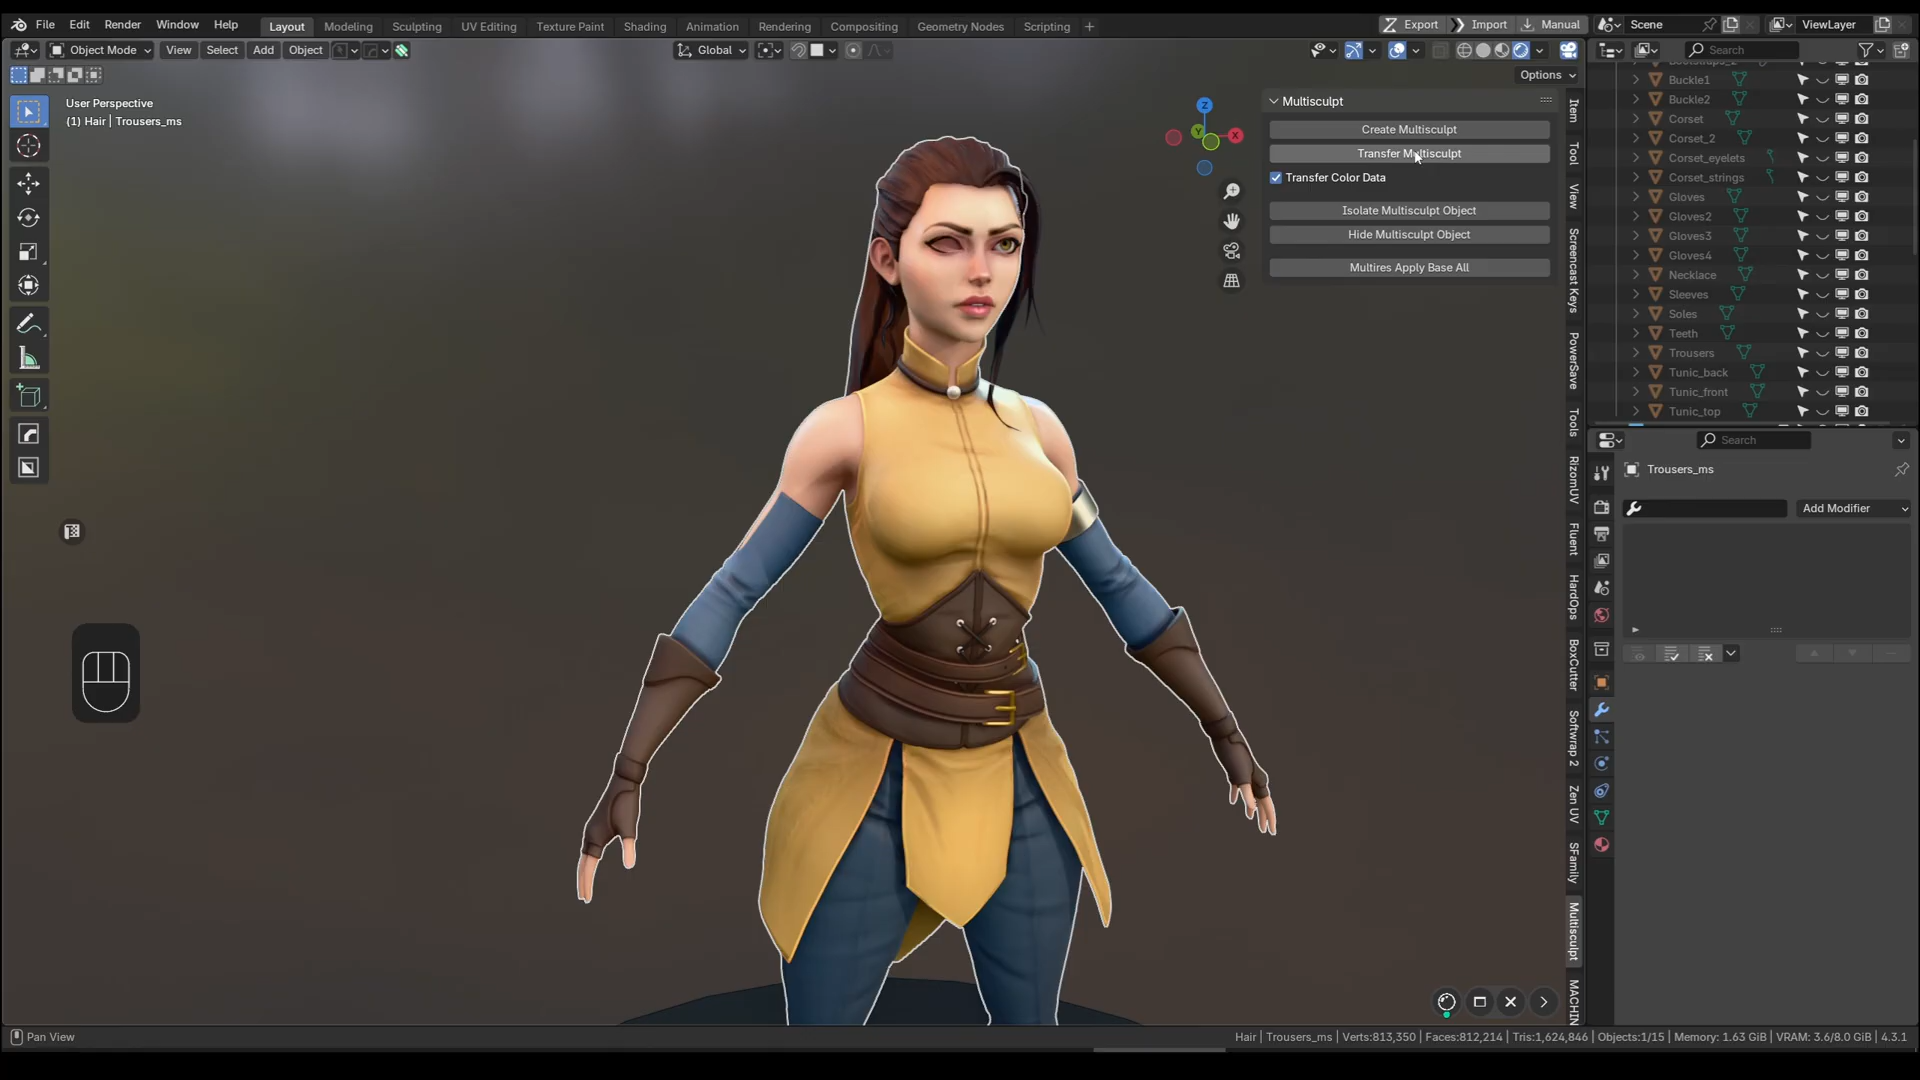 File Edit Render Window Help Layout Modeling Sculpting UV Editing Texture Paint Shading Animation Rendering Compositing Geometry Nodes Scripting + Export Import Manual Scene ViewLayer
Object Mode View Select Add Object Global Search
Options
User Perspective
(1) Hair | Trousers_ms
Z
Y
X
Multisculpt
Create Multisculpt
Transfer Multisculpt
Transfer Color Data
Isolate Multisculpt Object
Hide Multisculpt Object
Multires Apply Base All
Item
Tool
View
Screencast Keys
PowerSave
Tools
RizomUV
Fluent
HardOps
BoxCutter
Softwrap 2
Zen UV
SFamily
Multisculpt
MACHIN
Buckle1
Buckle2
Corset
Corset_2
Corset_eyelets
Corset_strings
Gloves
Gloves2
Gloves3
Gloves4
Necklace
Sleeves
Soles
Teeth
Trousers
Tunic_back
Tunic_front
Tunic_top
Search
Trousers_ms
Add Modifier
Pan View
Hair | Trousers_ms | Verts:813,350 | Faces:812,214 | Tris:1,624,846 | Objects:1/15 | Memory: 1.63 GiB | VRAM: 3.6/8.0 GiB | 4.3.1